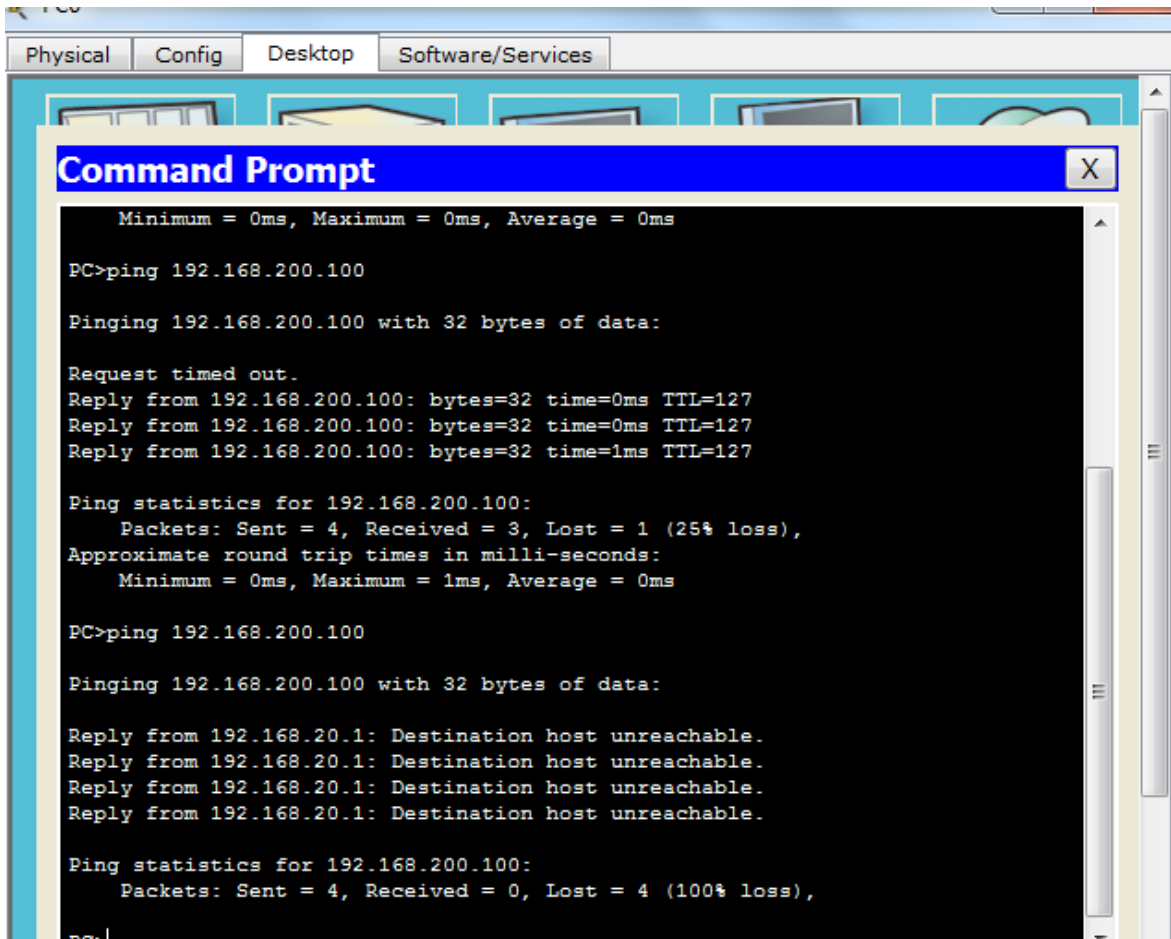 PC0
Physical Config Desktop Software/Services
Command Prompt X
Minimum = 0ms, Maximum = 0ms, Average = 0ms
PC>ping 192.168.200.100
Pinging 192.168.200.100 with 32 bytes of data:
Request timed out.
Reply from 192.168.200.100: bytes=32 time=0ms TTL=127
Reply from 192.168.200.100: bytes=32 time=0ms TTL=127
Reply from 192.168.200.100: bytes=32 time=1ms TTL=127
Ping statistics for 192.168.200.100:
Packets: Sent = 4, Received = 3, Lost = 1 (25% loss),
Approximate round trip times in milli-seconds:
Minimum = 0ms, Maximum = 1ms, Average = 0ms
PC>ping 192.168.200.100
Pinging 192.168.200.100 with 32 bytes of data:
Reply from 192.168.20.1: Destination host unreachable.
Reply from 192.168.20.1: Destination host unreachable.
Reply from 192.168.20.1: Destination host unreachable.
Reply from 192.168.20.1: Destination host unreachable.
Ping statistics for 192.168.200.100:
Packets: Sent = 4, Received = 0, Lost = 4 (100% loss),
PC>